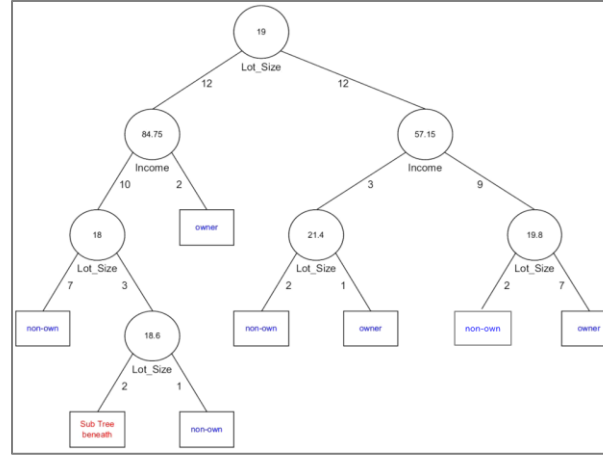 19
Lot_Size
12
12
84.75
Income
57.15
Income
10
2
3
9
18
Lot_Size
owner
21.4
Lot_Size
19.8
Lot_Size
7
3
2
1
2
7
non-own
18.6
Lot_Size
non-own
owner
non-own
owner
2
1
Sub Tree
beneath
non-own